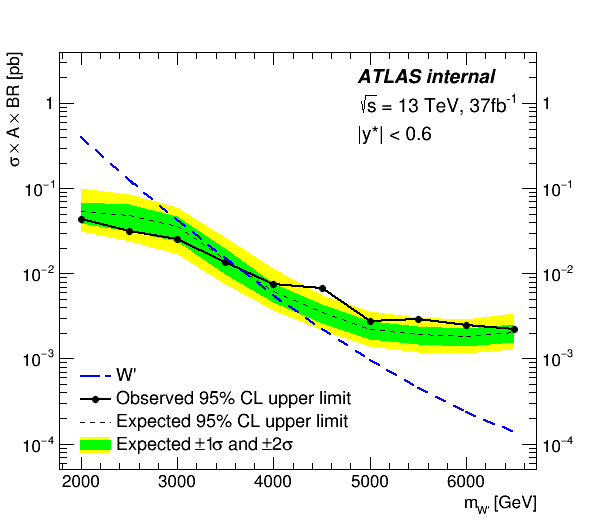 ATLAS internal
√s = 13 TeV, 37fb⁻¹
|y*| < 0.6
σ × A × BR [pb]
1 1
10⁻¹ 10⁻¹
10⁻² 10⁻²
10⁻³ 10⁻³
10⁻⁴ 10⁻⁴
W'
Observed 95% CL upper limit
Expected 95% CL upper limit
Expected ±1σ and ±2σ
2000 3000 4000 5000 6000
m_W' [GeV]